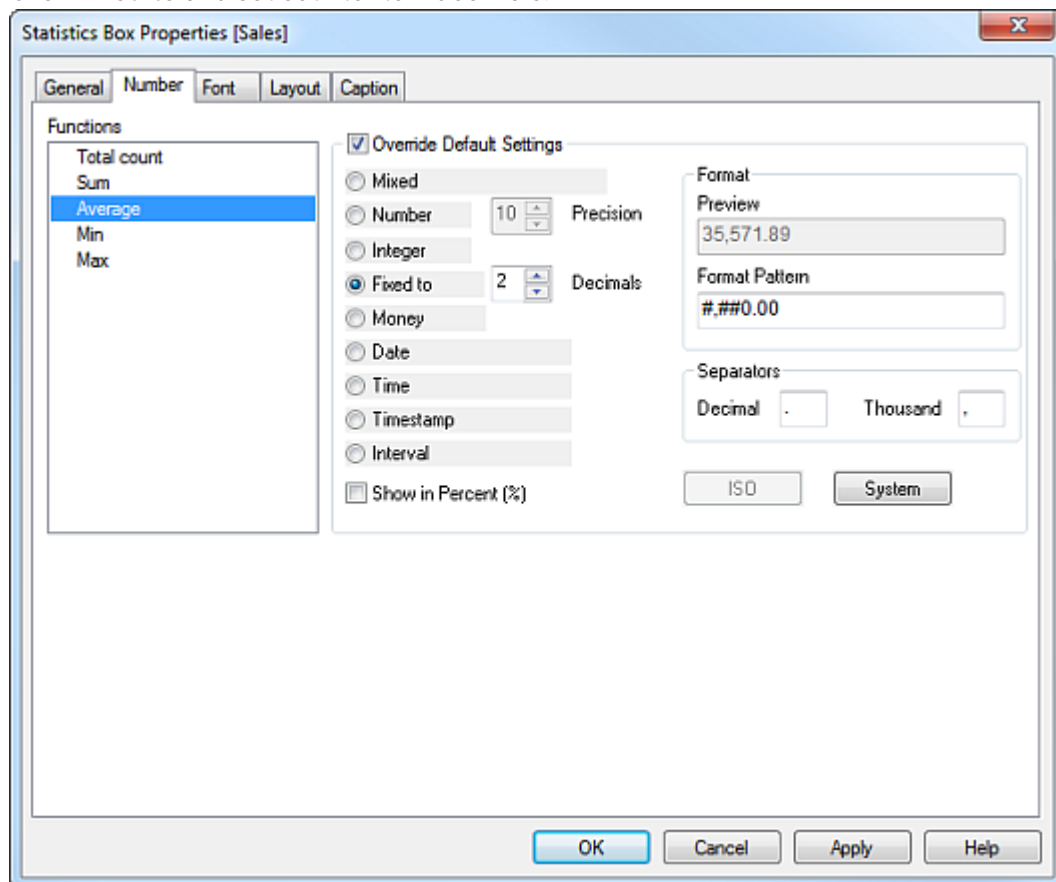 Statistics Box Properties [Sales]
General Number Font Layout Caption
Functions
Total count
Sum
Average
Min
Max
Override Default Settings
Mixed
Number 10 Precision
Integer
Fixed to 2 Decimals
Money
Date
Time
Timestamp
Interval
Show in Percent (%)
Format
Preview
35,571.89
Format Pattern
#,##0.00
Separators
Decimal . Thousand ,
ISO System
OK Cancel Apply Help